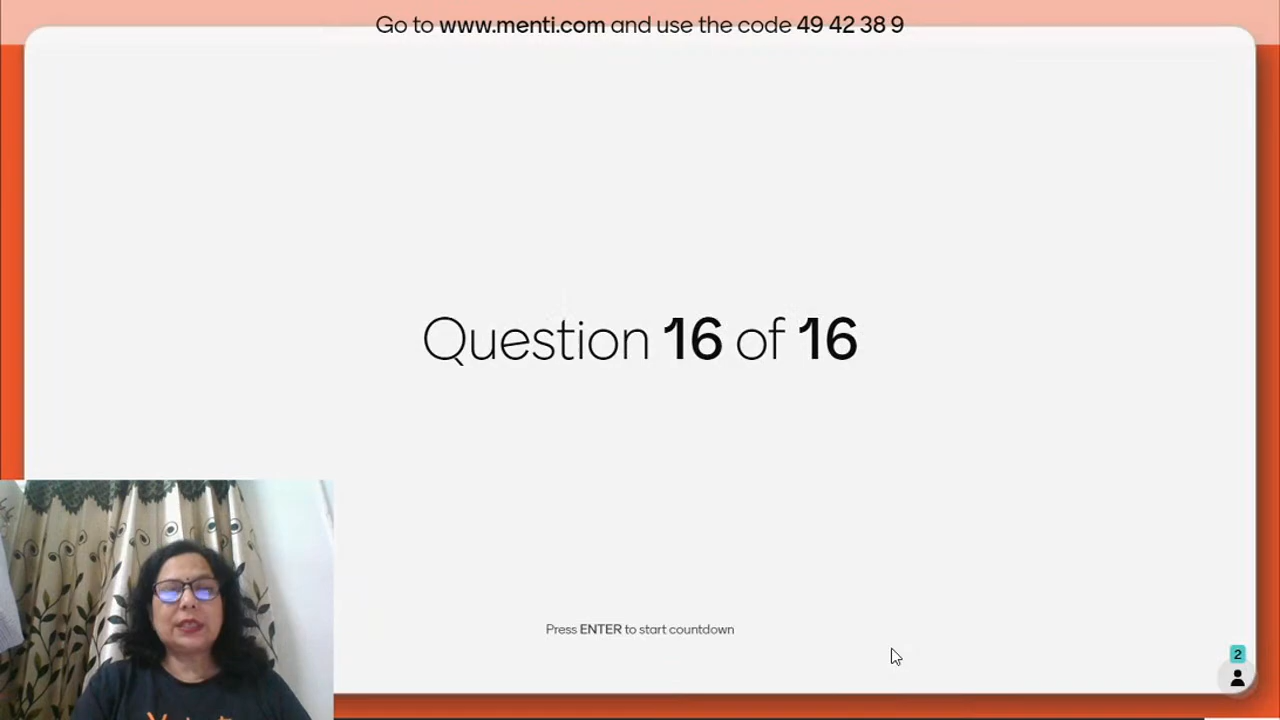 Go to www.menti.com and use the code 49 42 38 9
Question 16 of 16
Press ENTER to start countdown
2